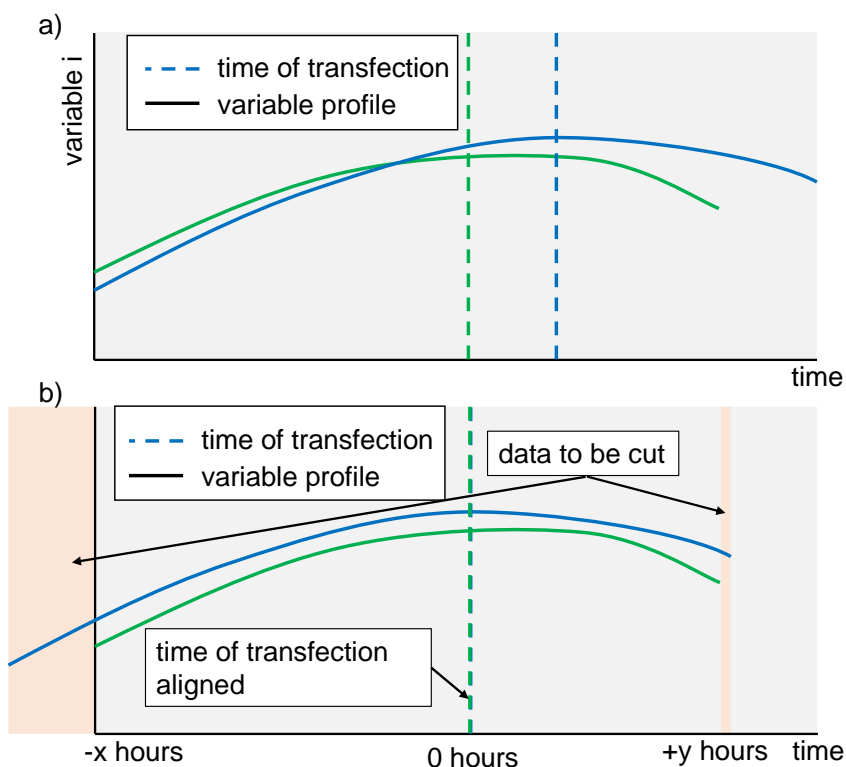 a)
variable i
time of transfection
variable profile
time
b)
time of transfection
variable profile
data to be cut
time of transfection
aligned
-x hours
0 hours
+y hours
time